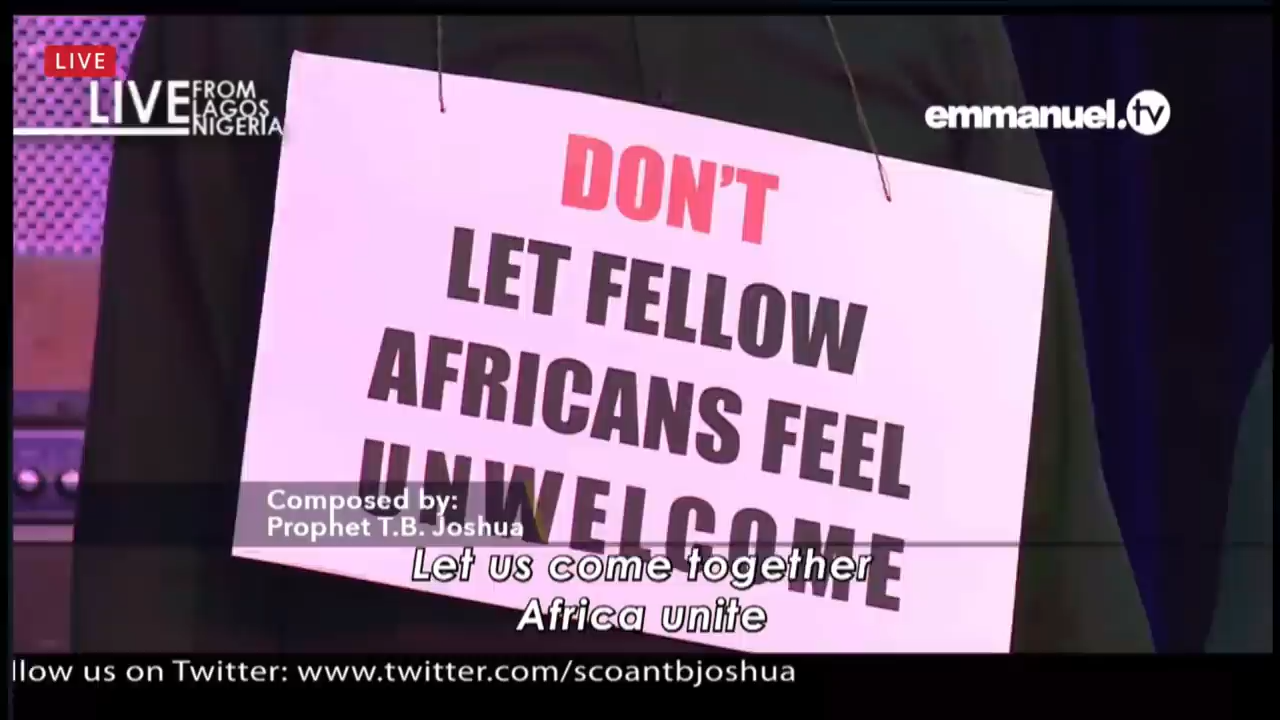 LIVE
LIVE FROM
LAGOS
NIGERIA
emmanuel.tv
DON'T
LET FELLOW
AFRICANS FEEL
UNWELCOME
Composed by:
Prophet T.B. Joshua
Let us come together
Africa unite
llow us on Twitter: www.twitter.com/scoantbjoshua